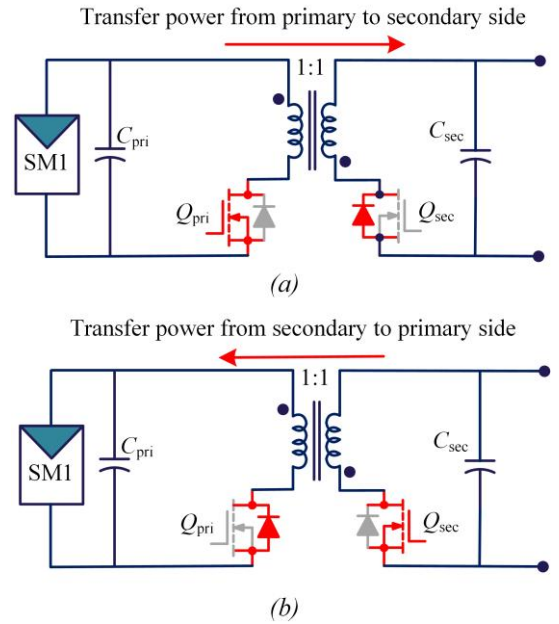 Transfer power from primary to secondary side
1:1
SM1
Cpri
Csec
Qpri
Qsec
(a)
Transfer power from secondary to primary side
1:1
SM1
Cpri
Csec
Qpri
Qsec
(b)